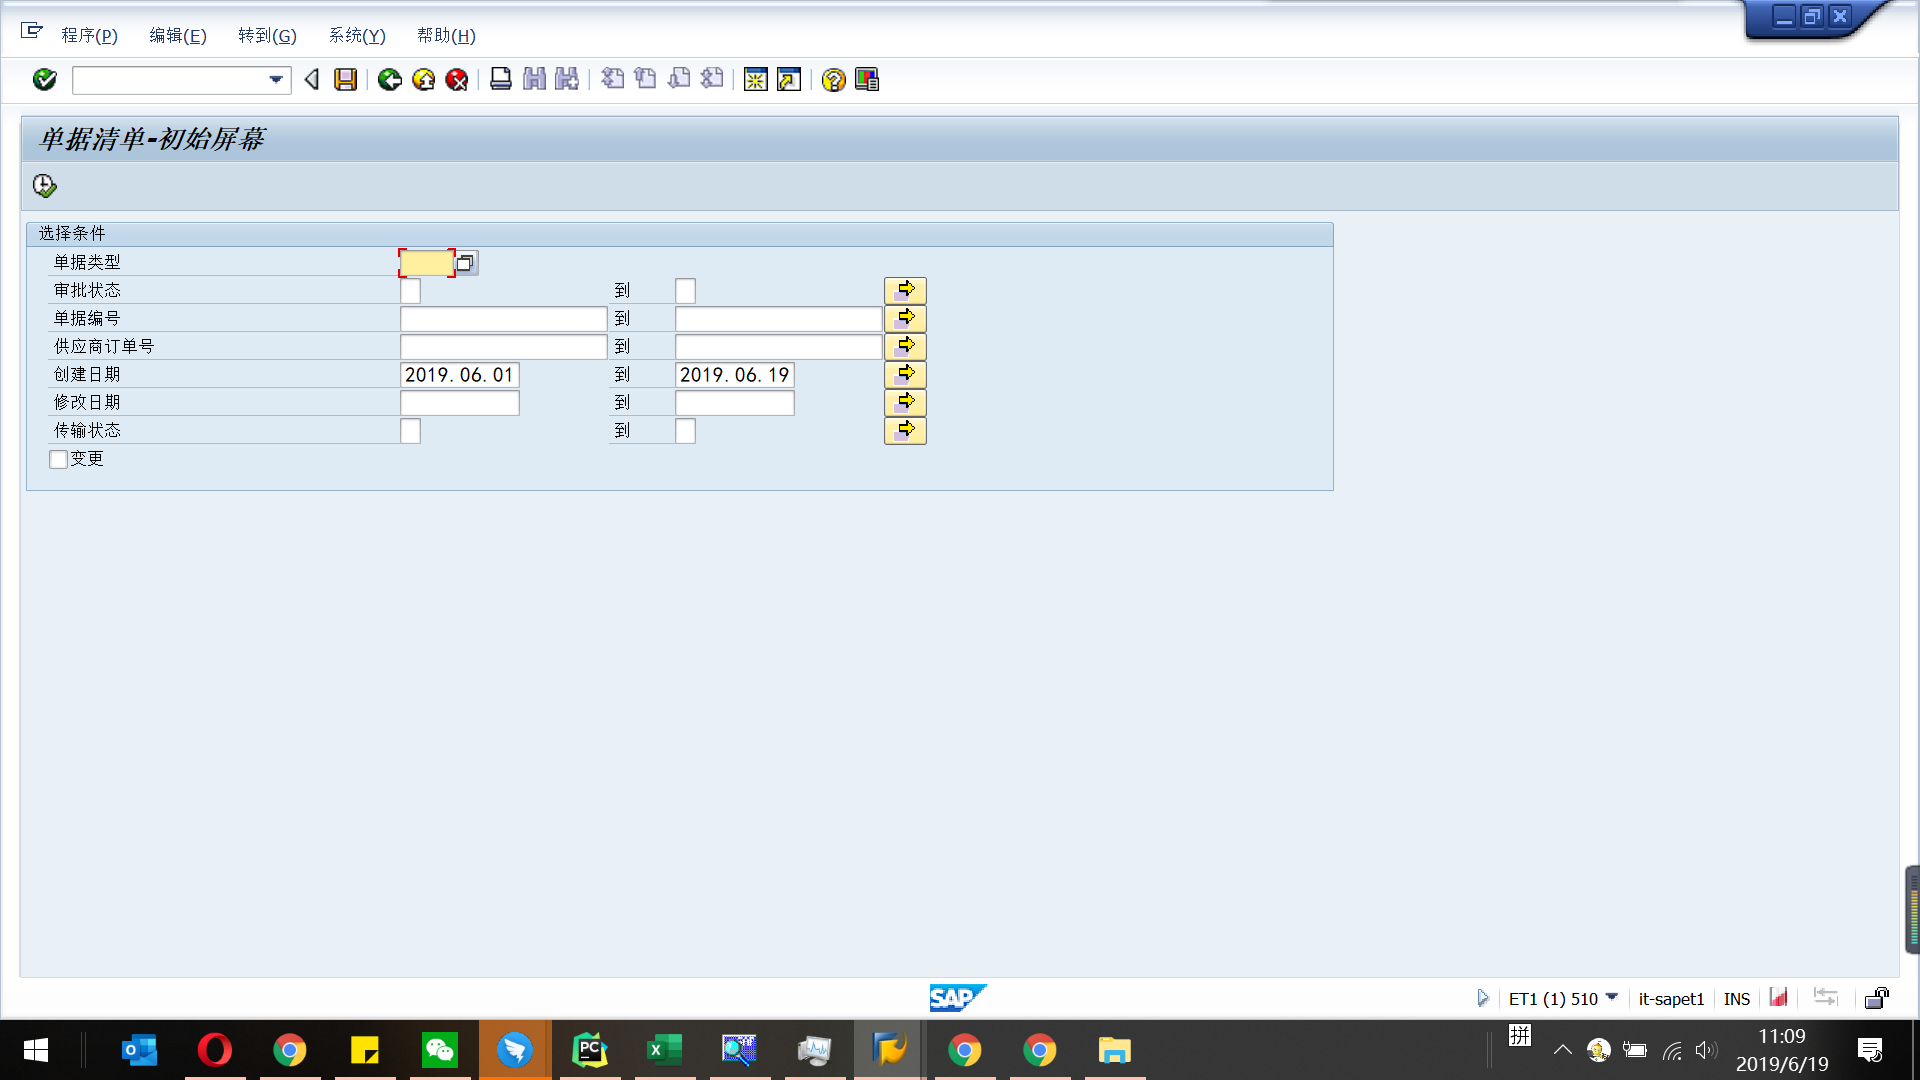 程序(P) 编辑(E) 转到(G) 系统(Y) 帮助(H)
单据清单-初始屏幕
选择条件
单据类型
审批状态 到
单据编号 到
供应商订单号 到
创建日期 2019.06.01 到 2019.06.19
修改日期 到
传输状态 到
变更
SAP
ET1 (1) 510 it-sapet1 INS
拼
11:09
2019/6/19